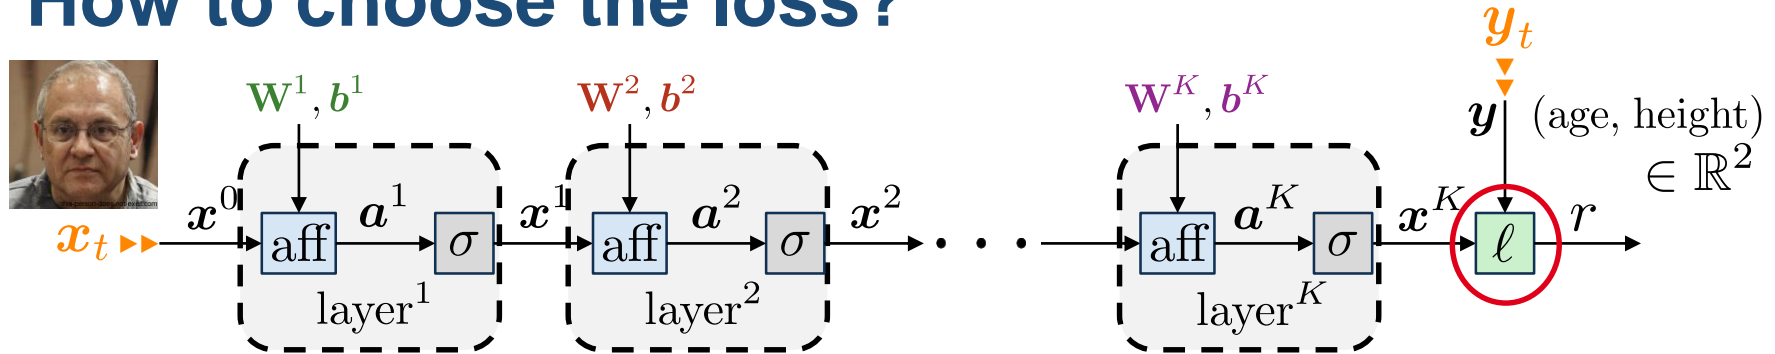 How to choose the loss?
y_t
W^1, b^1 W^2, b^2 W^K, b^K
y (age, height)
∈ ℝ^2
x_t x^0 aff a^1 σ x^1 aff a^2 σ x^2 · · · aff a^K σ x^K ℓ r
layer^1 layer^2 layer^K